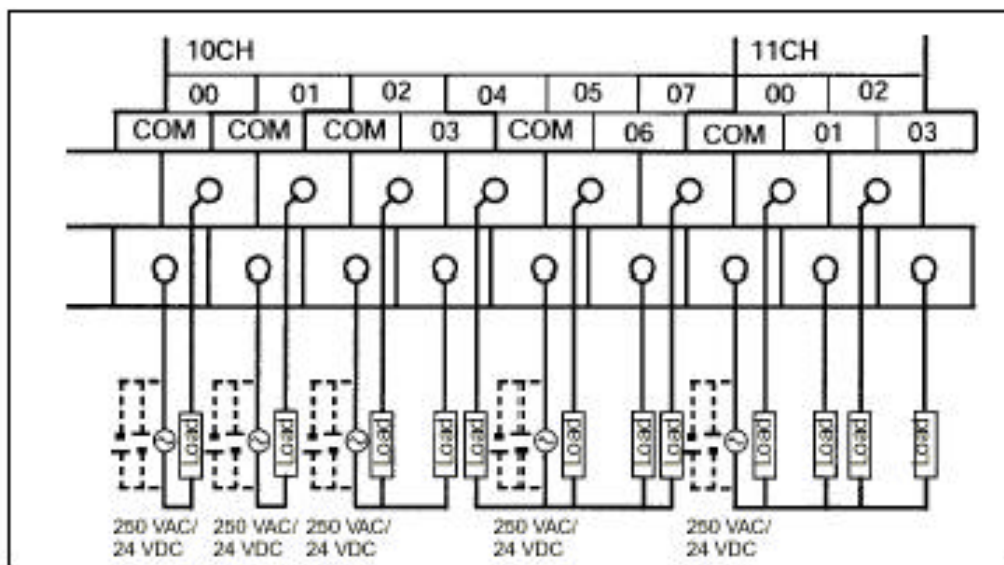 10CH 11CH
00 01 02 04 05 07 00 02
COM COM COM 03 COM 06 COM 01 03
Load Load Load Load Load Load Load Load Load Load Load Load
250 VAC/ 250 VAC/ 250 VAC/ 250 VAC/ 250 VAC/
24 VDC 24 VDC 24 VDC 24 VDC 24 VDC